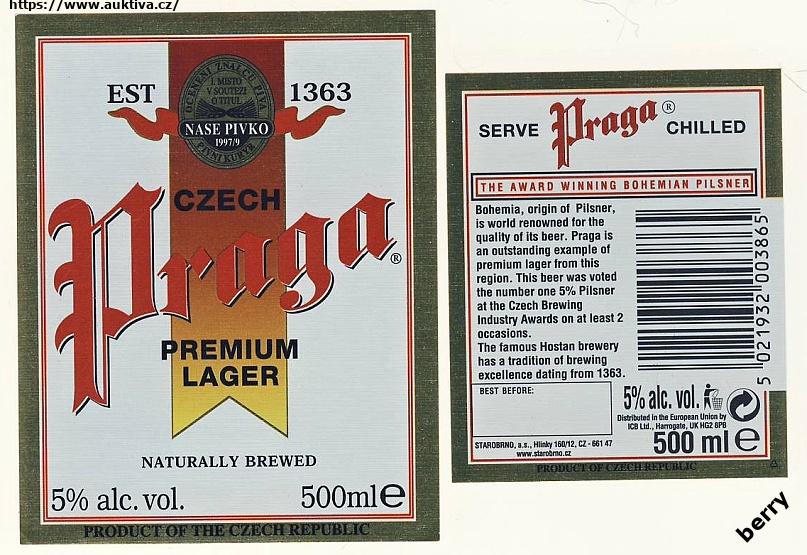 https://www.auktiva.cz/
EST 1363
OCENENÍ ZNALCU PIVA
1. MISTO
V SOUTEZI
O TITUL
NASE PIVKO
1997/9
PIVNI KURYR
CZECH
Praga®
PREMIUM
LAGER
NATURALLY BREWED
5% alc. vol. 500ml e
PRODUCT OF THE CZECH REPUBLIC
SERVE Praga® CHILLED
THE AWARD WINNING BOHEMIAN PILSNER
Bohemia, origin of Pilsner,
is world renowned for the
quality of its beer. Praga is
an outstanding example of
premium lager from this
region. This beer was voted
the number one 5% Pilsner
at the Czech Brewing
Industry Awards on at least 2
occasions.
The famous Hostan brewery
has a tradition of brewing
excellence dating from 1363.
5 021932 003865
BEST BEFORE:
5% alc. vol.
Distributed in the European Union by
ICB Ltd., Harrogate, UK HG2 8PB
500 ml e
STAROBRNO, a.s., Hlinky 160/12, CZ - 661 47
www.starobrno.cz
PRODUCT OF CZECH REPUBLIC
berry